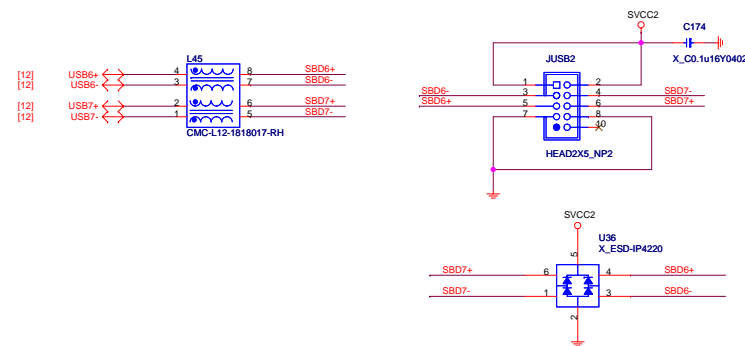 SVCC2
C174
X_C0.1u16Y0402
L45
JUSB2
[12] USB6+ 4 8 SBD6+
[12] USB6- 3 7 SBD6-
[12] USB7+ 2 6 SBD7+
[12] USB7- 1 5 SBD7-
CMC-L12-1818017-RH
1 2
SBD6- 3 4 SBD7-
SBD6+ 5 6 SBD7+
7 8
10
HEAD2X5_NP2
SVCC2
U36
X_ESD-IP4220
5
SBD7+ 6 4 SBD6+
SBD7- 1 3 SBD6-
2